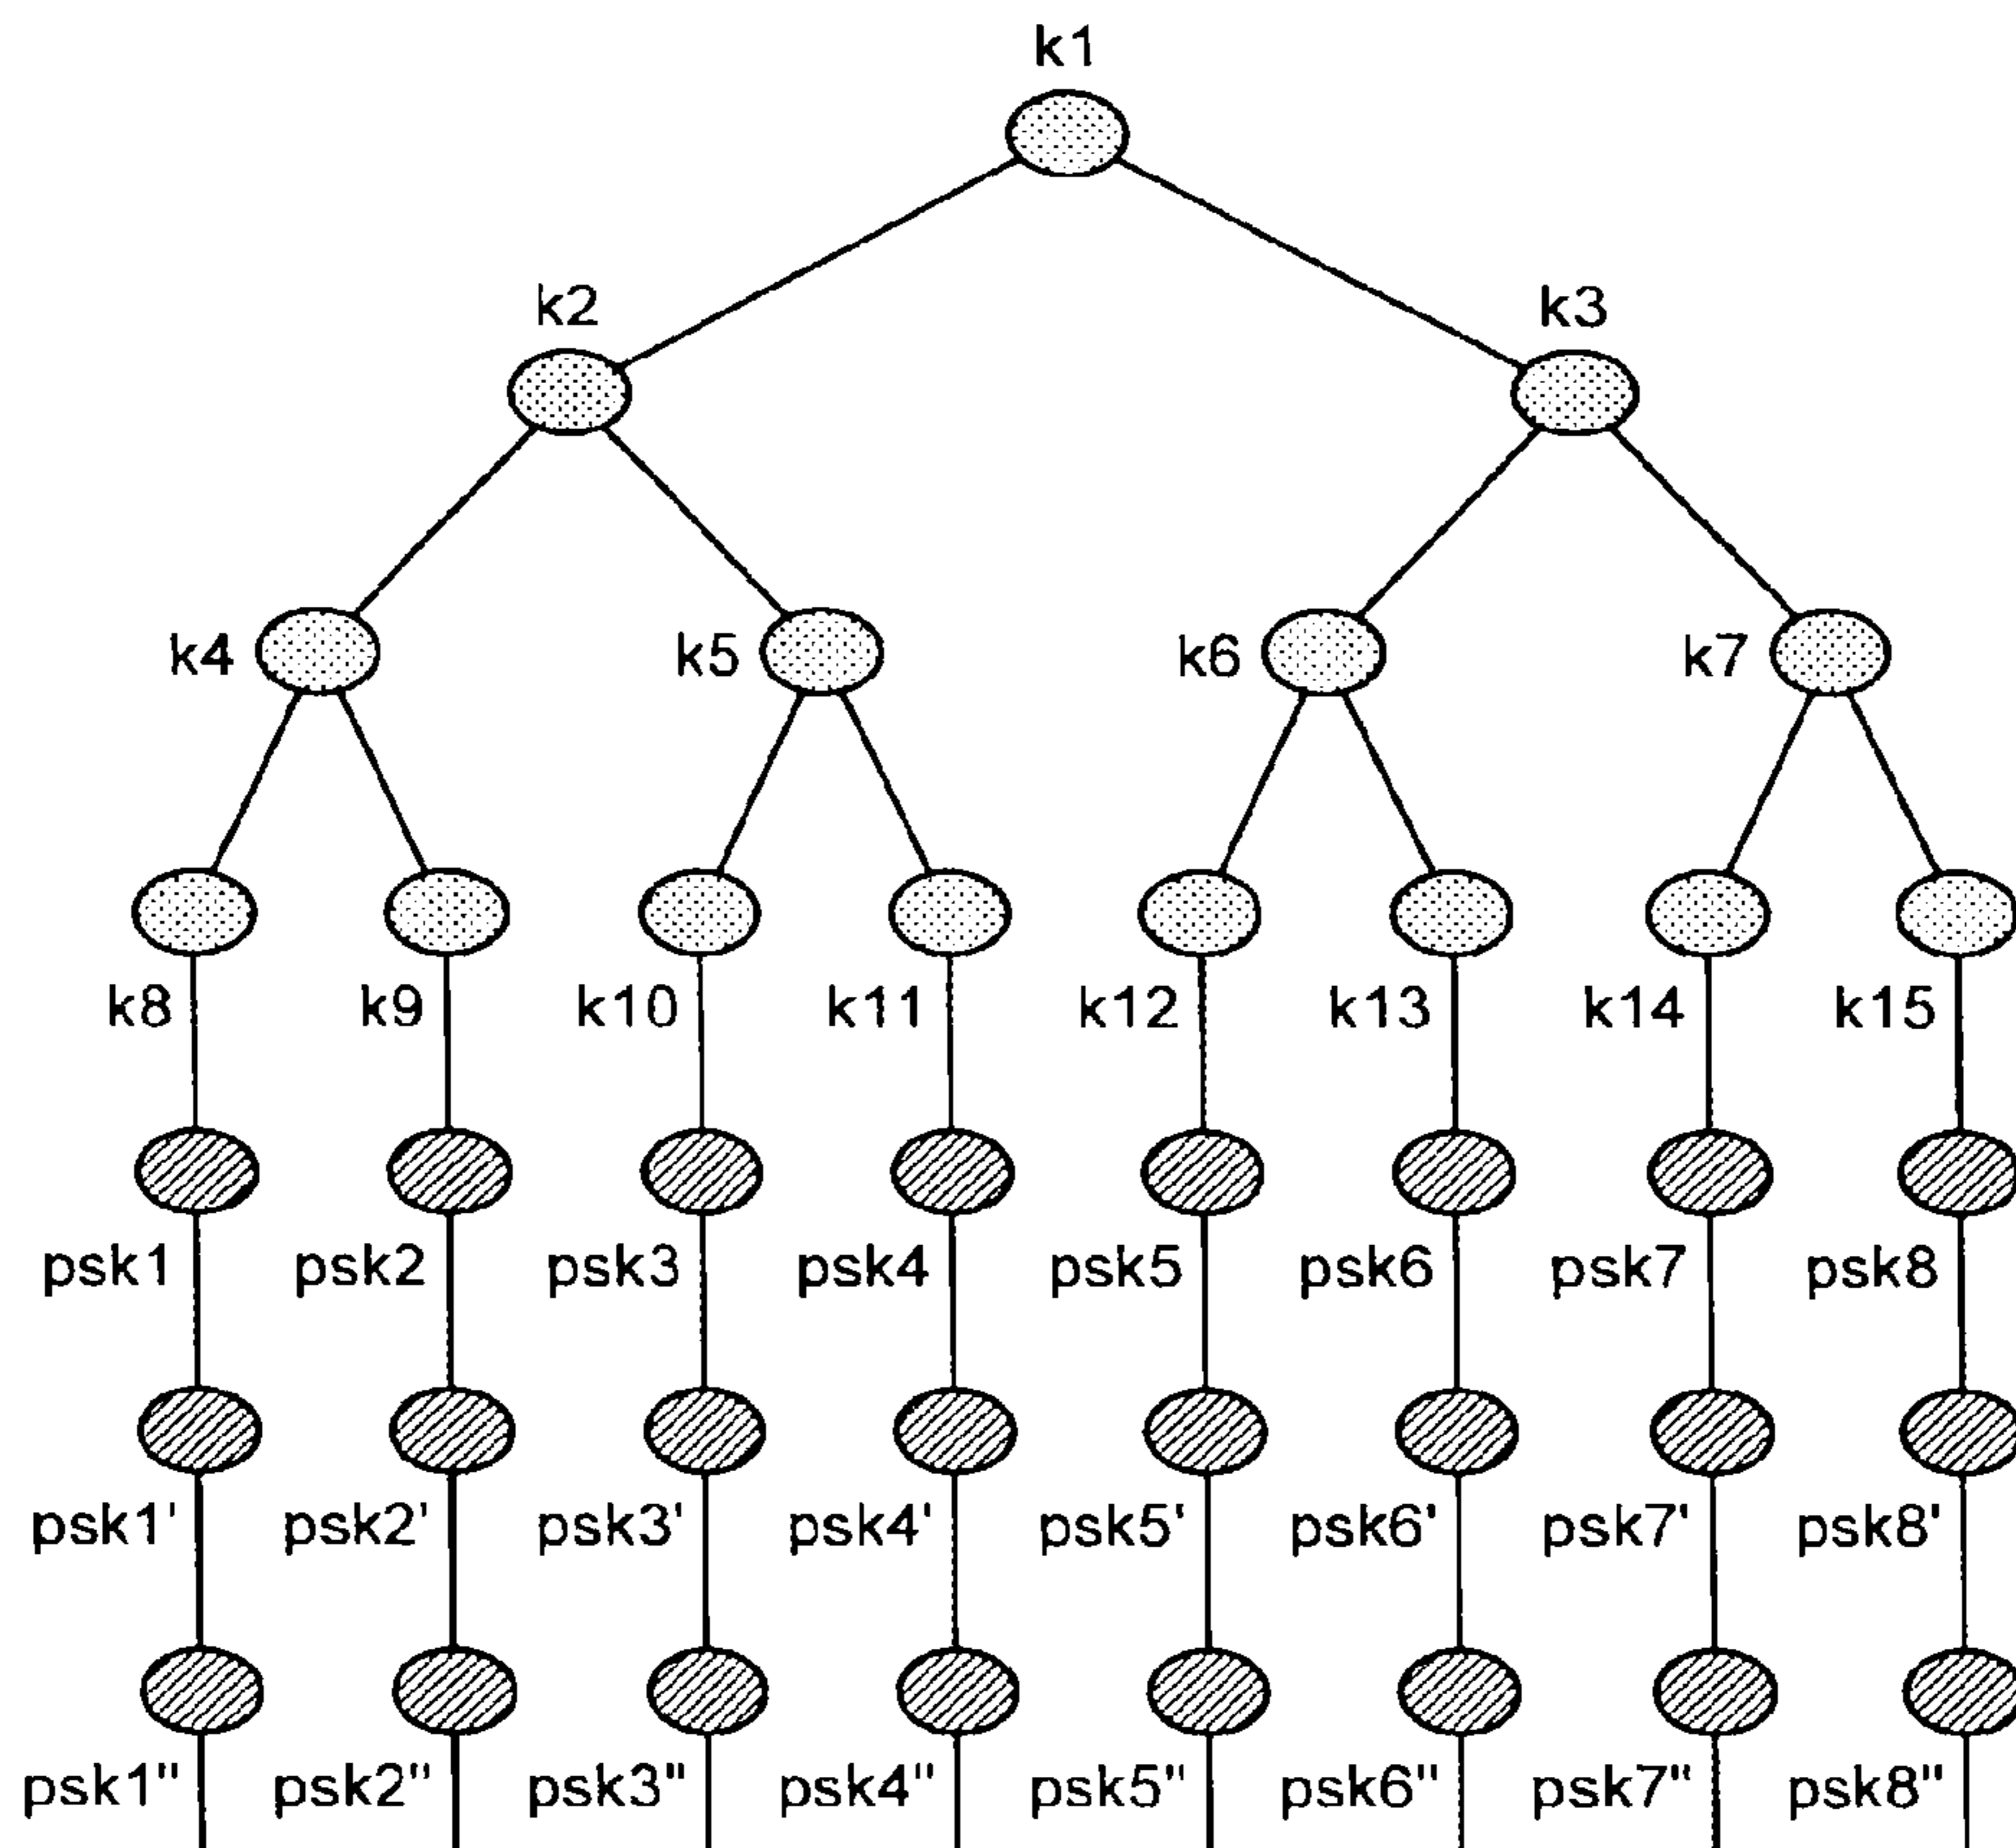 k1
k2 k3
k4 k5 k6 k7
k8 k9 k10 k11 k12 k13 k14 k15
psk1 psk2 psk3 psk4 psk5 psk6 psk7 psk8
psk1' psk2' psk3' psk4' psk5' psk6' psk7' psk8'
psk1" psk2" psk3" psk4" psk5" psk6" psk7" psk8"